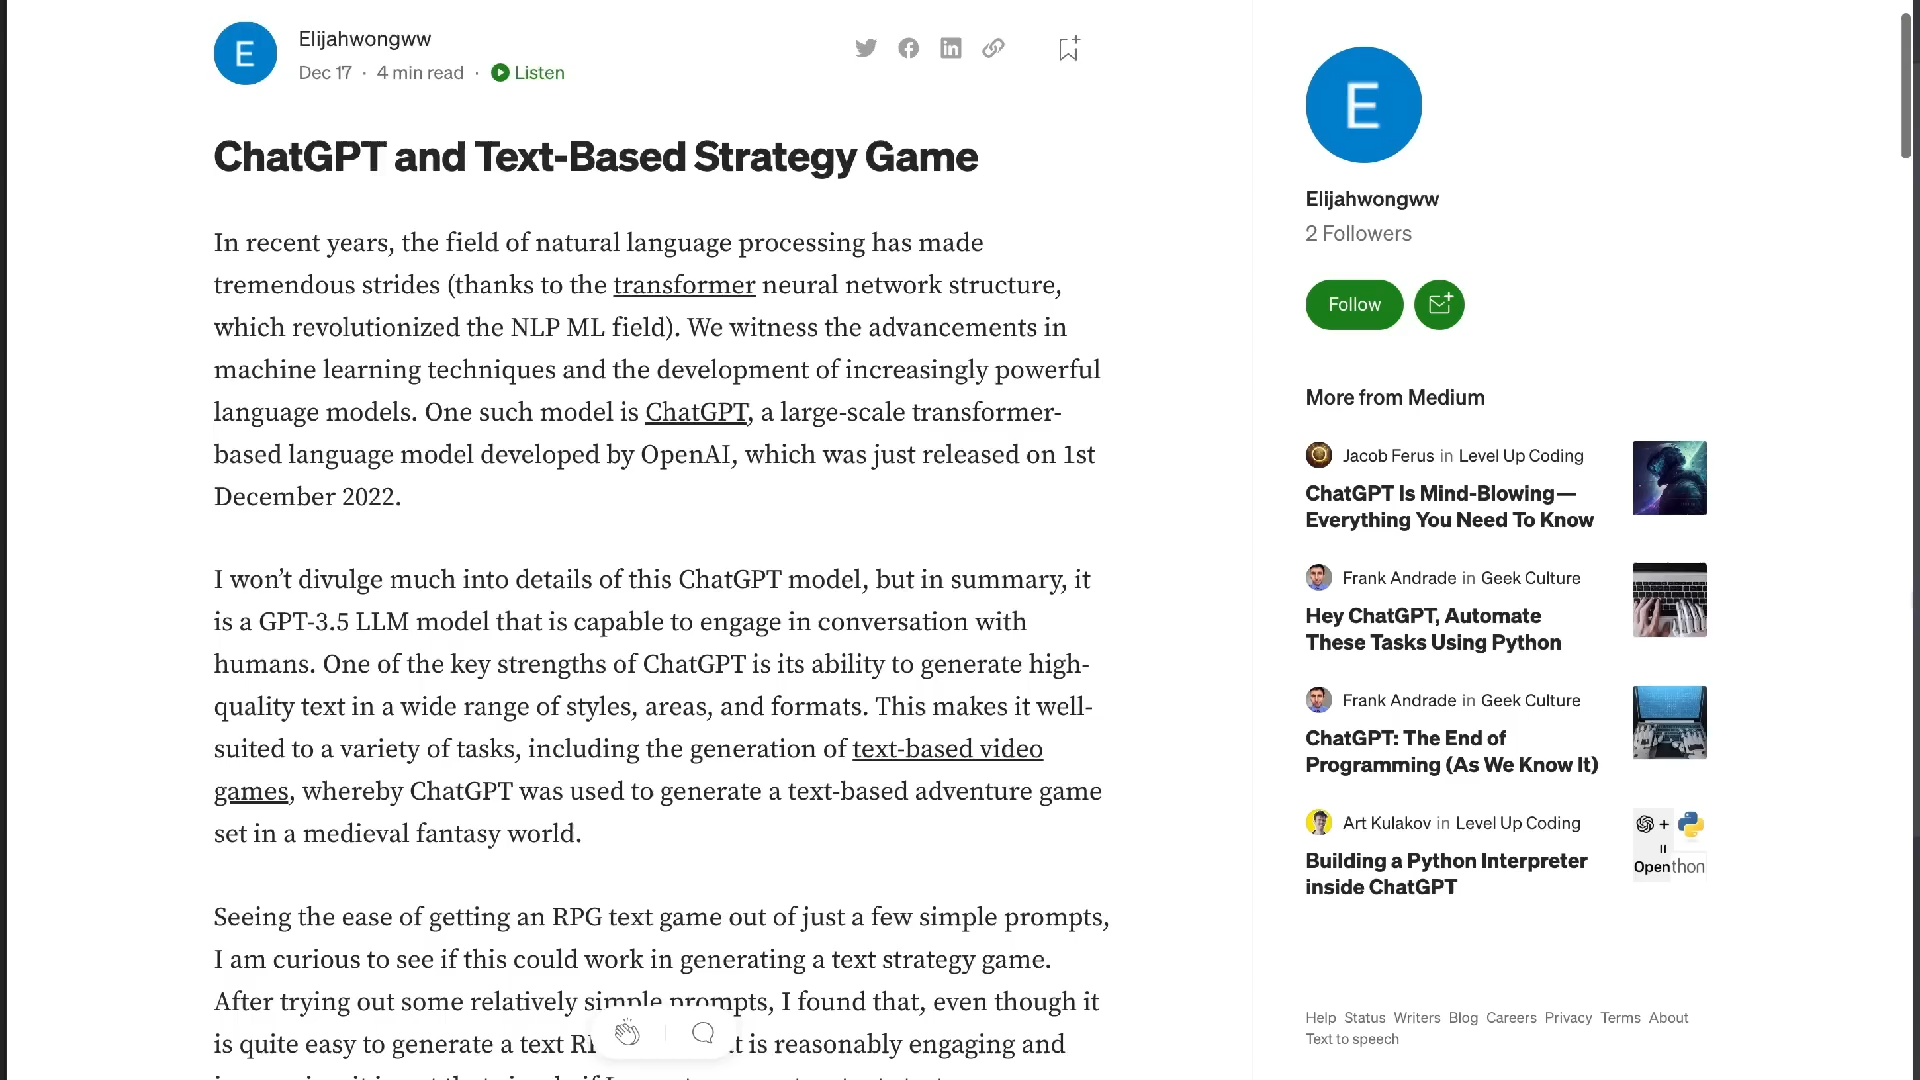 E
Elijahwongww
Dec 17 · 4 min read · Listen
ChatGPT and Text-Based Strategy Game
In recent years, the field of natural language processing has made
tremendous strides (thanks to the transformer neural network structure,
which revolutionized the NLP ML field). We witness the advancements in
machine learning techniques and the development of increasingly powerful
language models. One such model is ChatGPT, a large-scale transformer-
based language model developed by OpenAI, which was just released on 1st
December 2022.
I won’t divulge much into details of this ChatGPT model, but in summary, it
is a GPT-3.5 LLM model that is capable to engage in conversation with
humans. One of the key strengths of ChatGPT is its ability to generate high-
quality text in a wide range of styles, areas, and formats. This makes it well-
suited to a variety of tasks, including the generation of text-based video
games, whereby ChatGPT was used to generate a text-based adventure game
set in a medieval fantasy world.
Seeing the ease of getting an RPG text game out of just a few simple prompts,
I am curious to see if this could work in generating a text strategy game.
After trying out some relatively simple prompts, I found that, even though it
is quite easy to generate a text it is reasonably engaging and
E
Elijahwongww
2 Followers
Follow
More from Medium
Jacob Ferus in Level Up Coding
ChatGPT Is Mind-Blowing—
Everything You Need To Know
Frank Andrade in Geek Culture
Hey ChatGPT, Automate
These Tasks Using Python
Frank Andrade in Geek Culture
ChatGPT: The End of
Programming (As We Know It)
Art Kulakov in Level Up Coding
Building a Python Interpreter
inside ChatGPT
+
Openthon
Help Status Writers Blog Careers Privacy Terms About
Text to speech